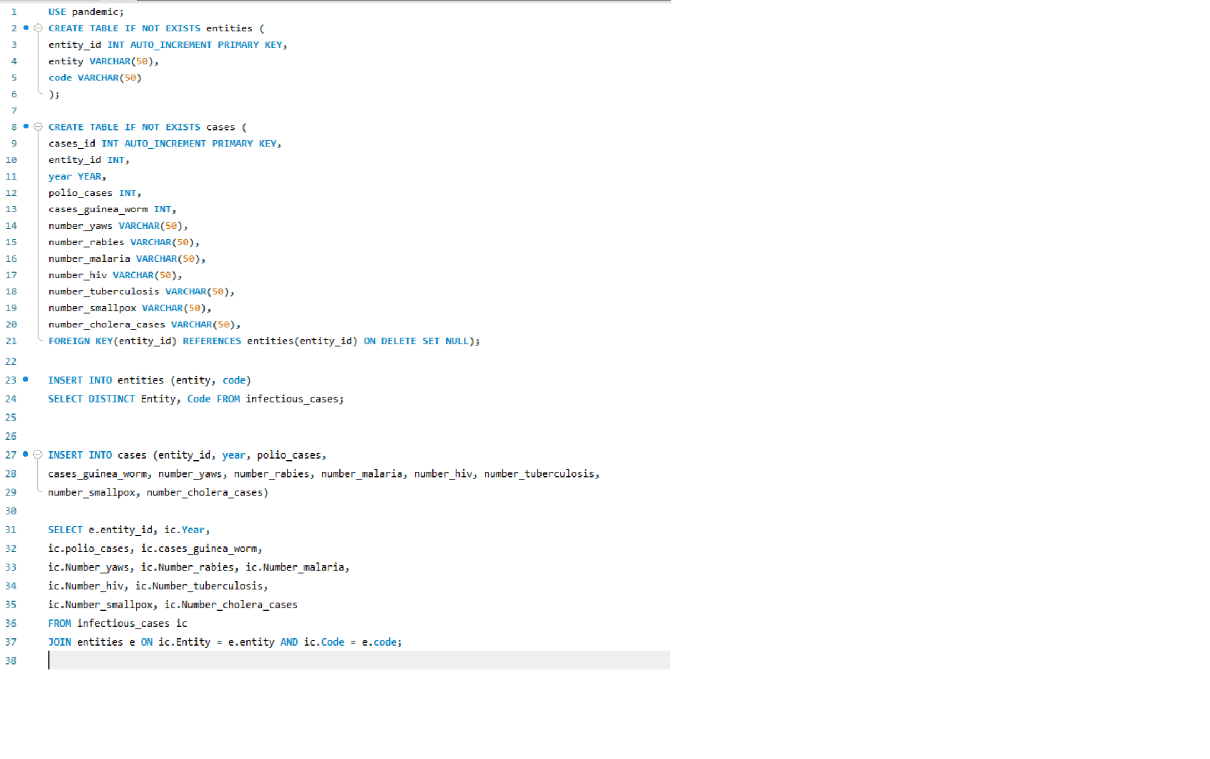 1 USE pandemic;
2 CREATE TABLE IF NOT EXISTS entities (
3 entity_id INT AUTO_INCREMENT PRIMARY KEY,
4 entity VARCHAR(50),
5 code VARCHAR(50)
6 );
7
8 CREATE TABLE IF NOT EXISTS cases (
9 cases_id INT AUTO_INCREMENT PRIMARY KEY,
10 entity_id INT,
11 year YEAR,
12 polio_cases INT,
13 cases_guinea_worm INT,
14 number_yaws VARCHAR(50),
15 number_rabies VARCHAR(50),
16 number_malaria VARCHAR(50),
17 number_hiv VARCHAR(50),
18 number_tuberculosis VARCHAR(50),
19 number_smallpox VARCHAR(50),
20 number_cholera_cases VARCHAR(50),
21 FOREIGN KEY(entity_id) REFERENCES entities(entity_id) ON DELETE SET NULL);
22
23 INSERT INTO entities (entity, code)
24 SELECT DISTINCT Entity, Code FROM infectious_cases;
25
26
27 INSERT INTO cases (entity_id, year, polio_cases,
28 cases_guinea_worm, number_yaws, number_rabies, number_malaria, number_hiv, number_tuberculosis,
29 number_smallpox, number_cholera_cases)
30
31 SELECT e.entity_id, ic.Year,
32 ic.polio_cases, ic.cases_guinea_worm,
33 ic.Number_yaws, ic.Number_rabies, ic.Number_malaria,
34 ic.Number_hiv, ic.Number_tuberculosis,
35 ic.Number_smallpox, ic.Number_cholera_cases
36 FROM infectious_cases ic
37 JOIN entities e ON ic.Entity = e.entity AND ic.Code = e.code;
38